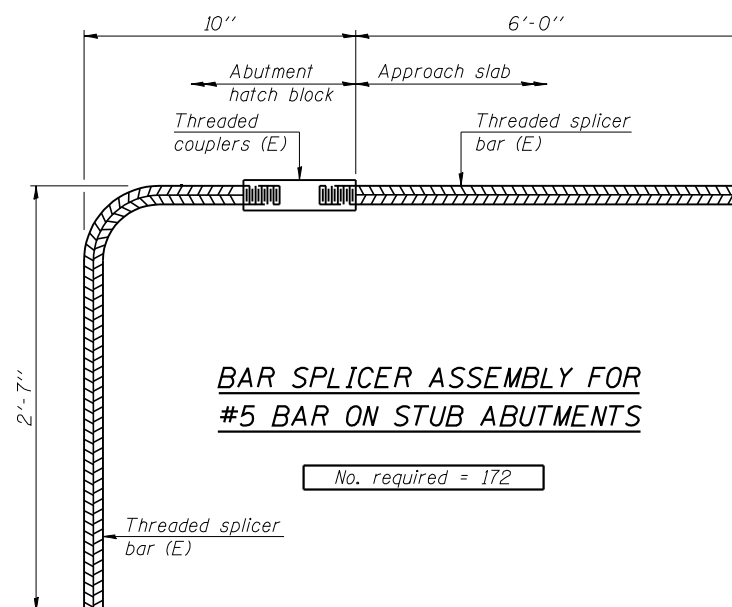 10''
6'-0''
Abutment
hatch block
Approach slab
Threaded
couplers (E)
Threaded splicer
bar (E)
2'-7''
BAR SPLICER ASSEMBLY FOR
#5 BAR ON STUB ABUTMENTS
No. required = 172
Threaded splicer
bar (E)